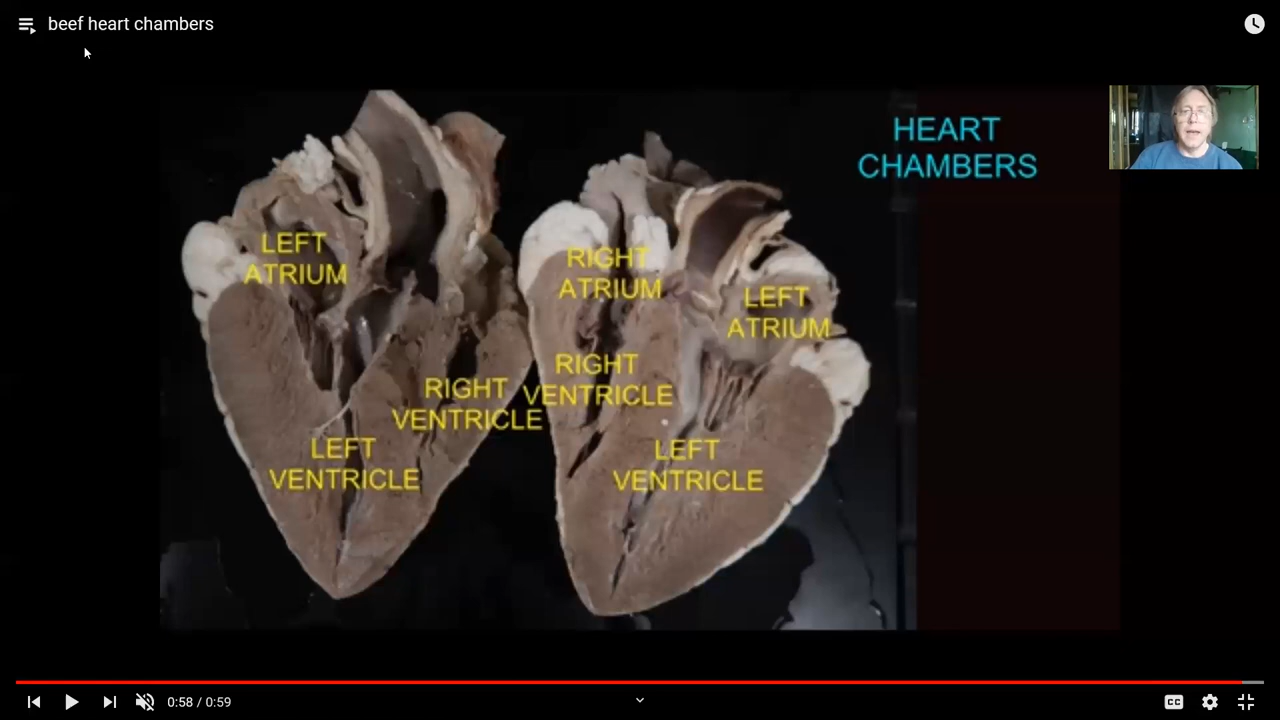 beef heart chambers
HEART
CHAMBERS
LEFT
ATRIUM
RIGHT
ATRIUM
LEFT
ATRIUM
RIGHT
VENTRICLE
RIGHT
VENTRICLE
LEFT
VENTRICLE
LEFT
VENTRICLE
0:58 / 0:59
CC